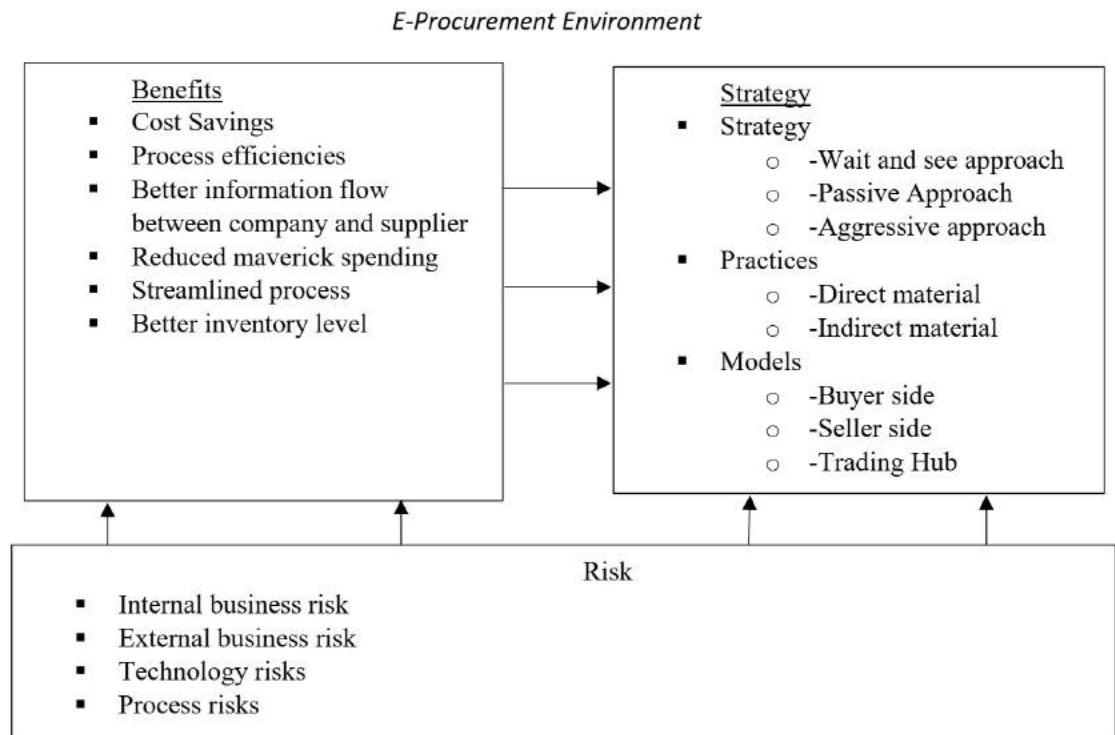 E-Procurement Environment
Benefits
▪ Cost Savings
▪ Process efficiencies
▪ Better information flow
between company and supplier
▪ Reduced maverick spending
▪ Streamlined process
▪ Better inventory level
Strategy
▪ Strategy
o -Wait and see approach
o -Passive Approach
o -Aggressive approach
▪ Practices
o -Direct material
o -Indirect material
▪ Models
o -Buyer side
o -Seller side
o -Trading Hub
Risk
▪ Internal business risk
▪ External business risk
▪ Technology risks
▪ Process risks